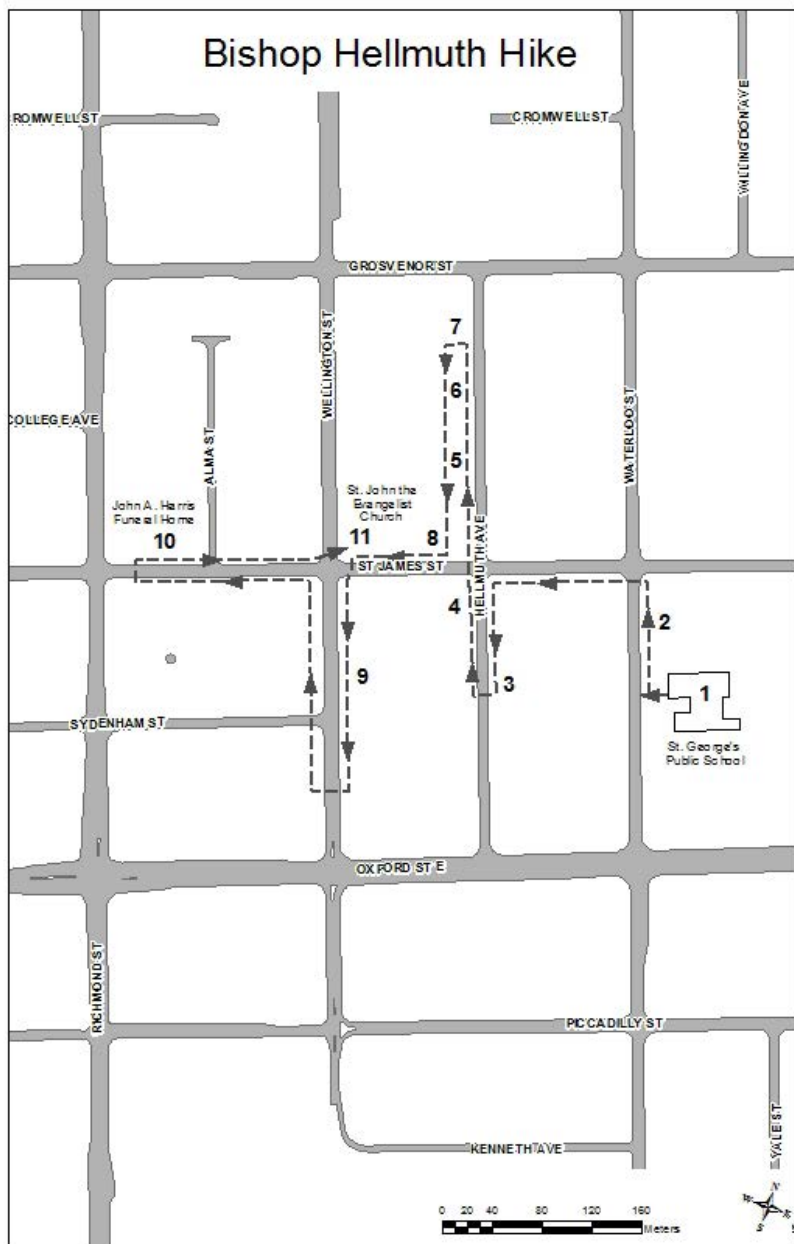 Bishop Hellmuth Hike
ROMWELL ST
CROMWELL ST
WILLINGDON AVE
GROSVENOR ST
7
WELLINGTON ST
6
COLLEGE AVE
ALMA ST
WATERLOO ST
5
John A. Harris
Funeral Home
St. John the
Evangelist
Church
10
11
8
ST JAMES ST
HELLMUTH AVE
4
2
9
3
1
SYDENHAM ST
St. George's
Public School
OXFORD ST E
RICHMOND ST
PICCADILLY ST
KENNETH AVE
YALE ST
N
W
E
S
0 20 40 80 120 160
Meters